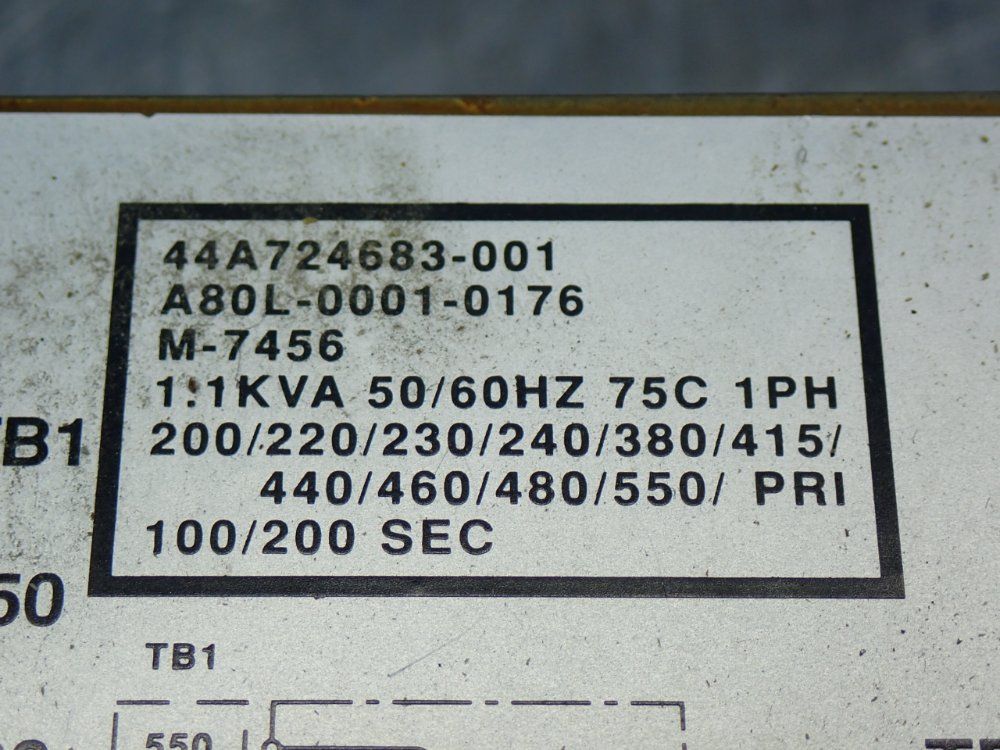 44A724683-001
A80L-0001-0176
M-7456
1.1KVA 50/60HZ 75C 1PH
200/220/230/240/380/415/
440/460/480/550/ PRI
100/200 SEC
TB1
50
TB1
550